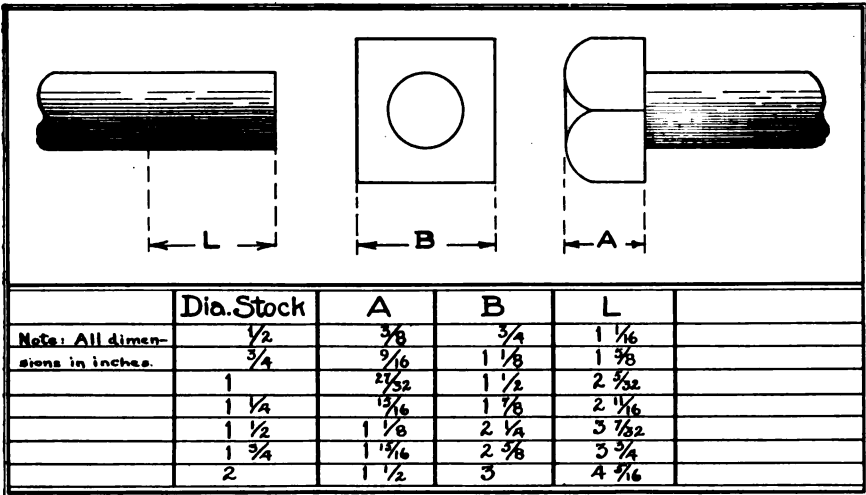 L B A
Dia.Stock A B L
1/2 3/8 3/4 1 1/16
Note: All dimen-
3/4 9/16 1 1/8 1 5/8
sions in inches.
1 27/32 1 1/2 2 5/32
1 1/4 15/16 1 7/8 2 11/16
1 1/2 1 1/8 2 1/4 3 7/32
1 3/4 1 15/16 2 5/8 3 3/4
2 1 1/2 3 4 5/16